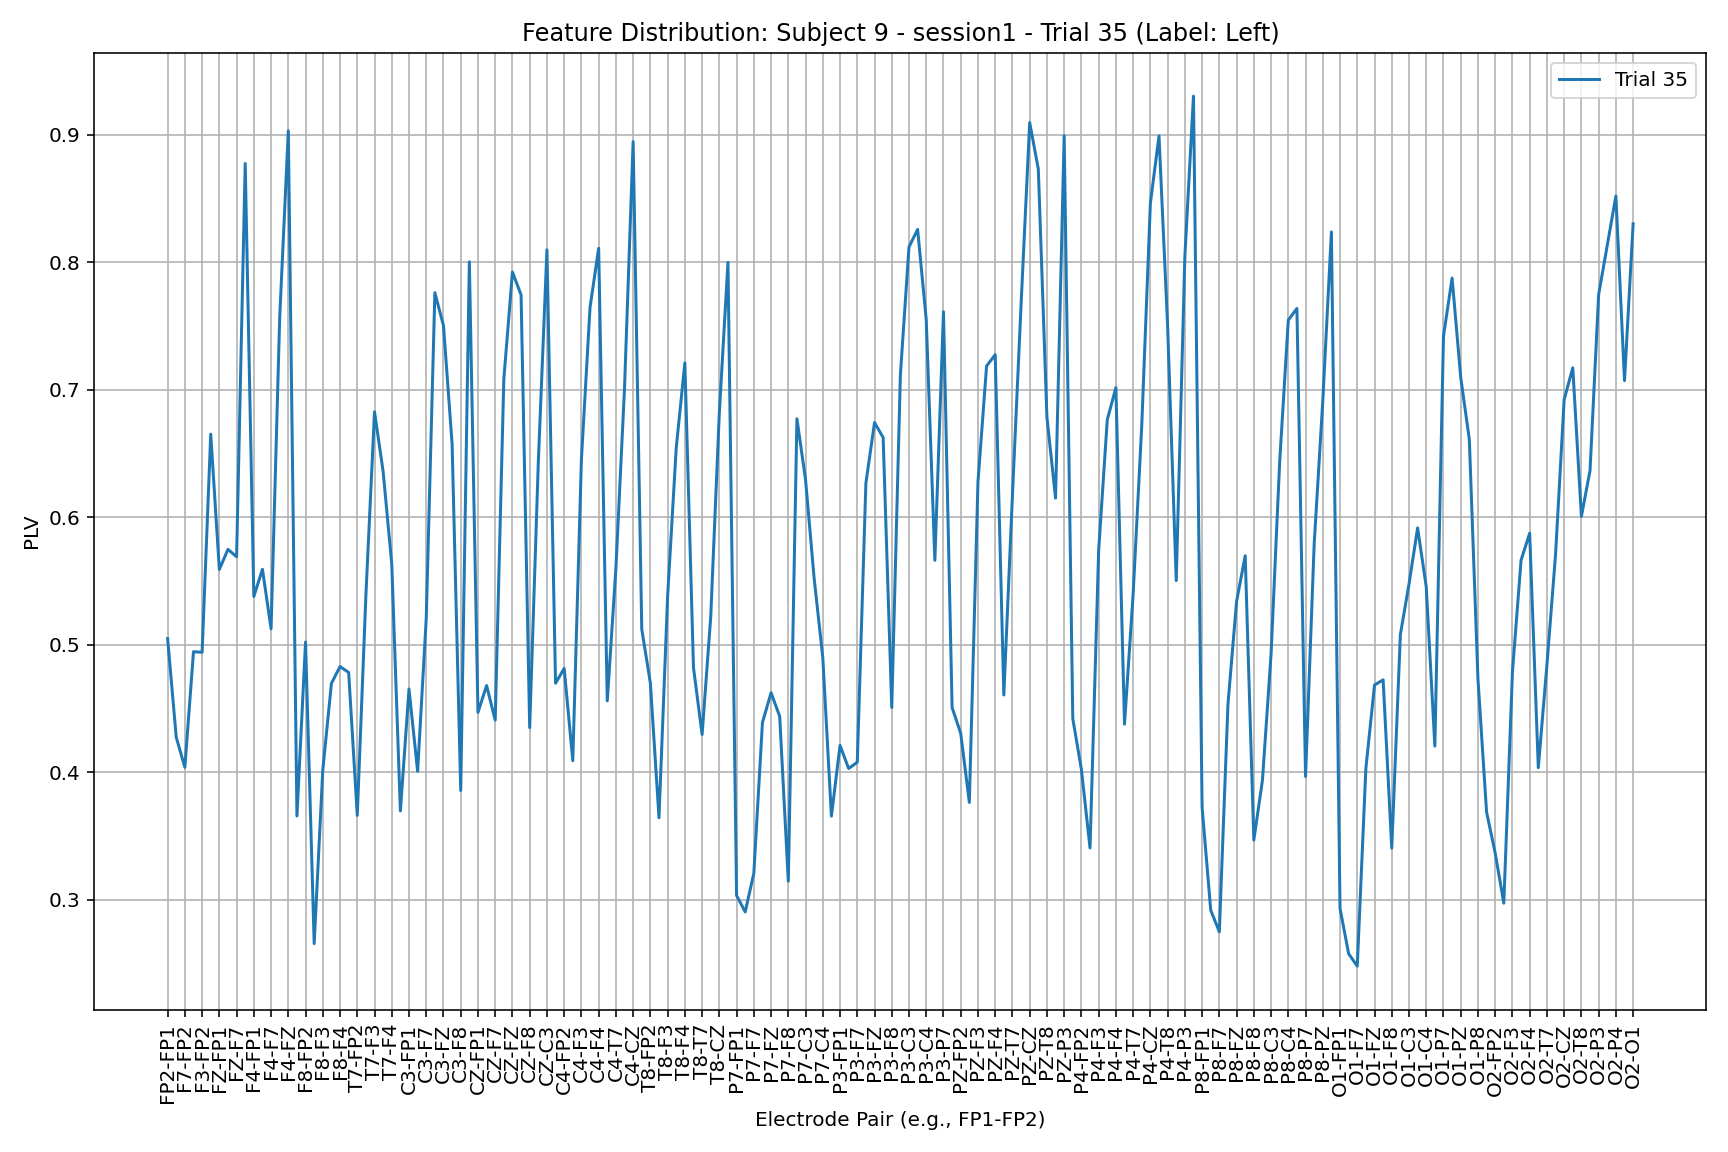 Feature Distribution: Subject 9 - session1 - Trial 35 (Label: Left)
Trial 35
0.9
0.8
0.7
0.6
0.5
0.4
0.3
PLV
FP2-FP1
F7-FP2
F3-FP2
FZ-FP1
FZ-F7
F4-FP1
F4-F7
F4-FZ
F8-FP2
F8-F3
F8-F4
T7-FP2
T7-F3
T7-F4
C3-FP1
C3-F7
C3-FZ
C3-F8
CZ-FP1
CZ-F7
CZ-FZ
CZ-F8
CZ-C3
C4-FP2
C4-F3
C4-F4
C4-T7
C4-CZ
T8-FP2
T8-F3
T8-F4
T8-T7
T8-CZ
P7-FP1
P7-F7
P7-FZ
P7-F8
P7-C3
P7-C4
P3-FP1
P3-F7
P3-FZ
P3-F8
P3-C3
P3-C4
P3-P7
PZ-FP2
PZ-F3
PZ-F4
PZ-T7
PZ-CZ
PZ-T8
PZ-P3
P4-FP2
P4-F3
P4-F4
P4-T7
P4-CZ
P4-T8
P4-P3
P8-FP1
P8-F7
P8-FZ
P8-F8
P8-C3
P8-C4
P8-P7
P8-PZ
O1-FP1
O1-F7
O1-FZ
O1-F8
O1-C3
O1-C4
O1-P7
O1-PZ
O1-P8
O2-FP2
O2-F3
O2-F4
O2-T7
O2-CZ
O2-T8
O2-P3
O2-P4
O2-O1
Electrode Pair (e.g., FP1-FP2)